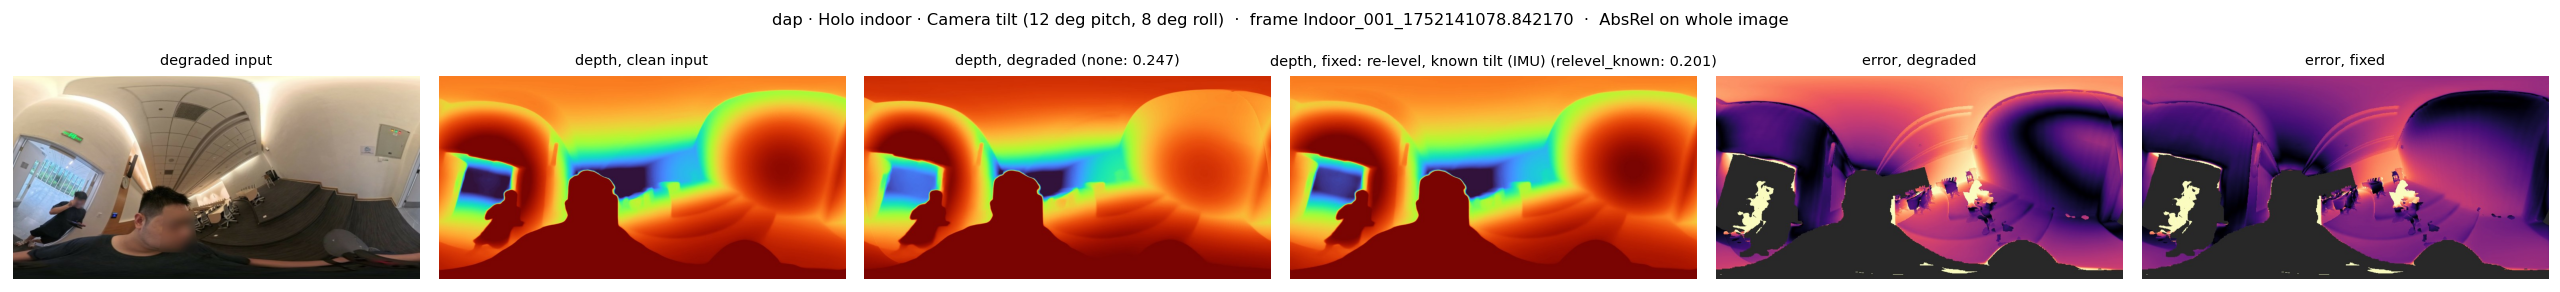 dap · Holo indoor · Camera tilt (12 deg pitch, 8 deg roll) · frame Indoor_001_1752141078.842170 · AbsRel on whole image
degraded input
depth, clean input
depth, degraded (none: 0.247)
depth, fixed: re-level, known tilt (IMU) (relevel_known: 0.201)
error, degraded
error, fixed